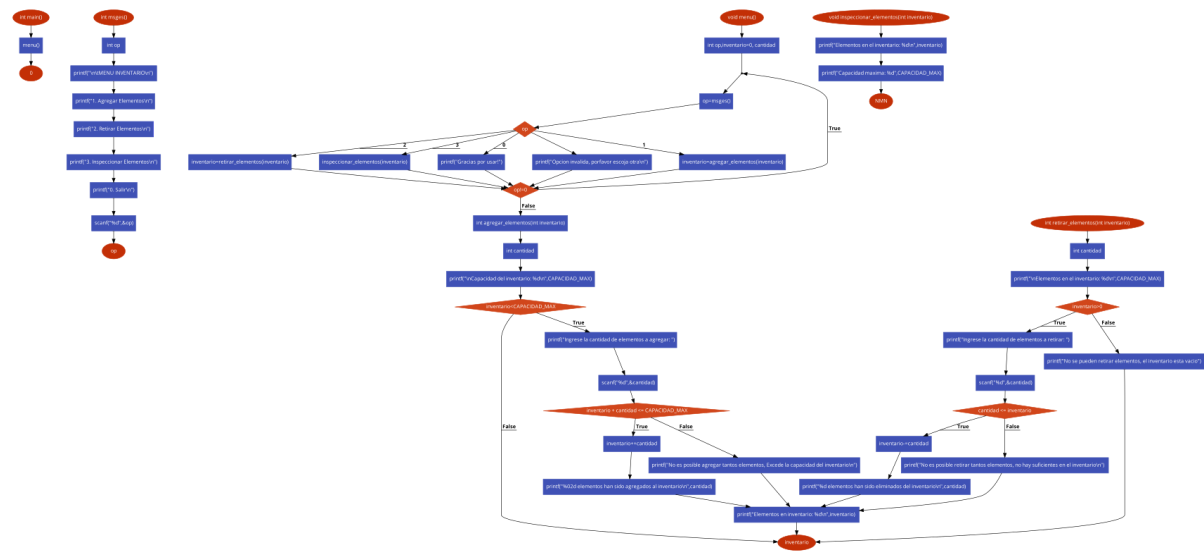 int main()
menu()
0
int msges()
int op
printf("\n\tMENU INVENTARIO\n")
printf("1. Agregar Elementos\n")
printf("2. Retirar Elementos\n")
printf("3. Inspeccionar Elementos\n")
printf("0. Salir\n")
scanf("%d",&op)
op
void menu()
int op,inventario=0, cantidad
op=msges()
op
2
3
0
1
True
inventario=retirar_elementos(inventario)
inspeccionar_elementos(inventario)
printf("Gracias por usar!")
printf("Opcion invalida, porfavor escoja otra\n")
inventario=agregar_elementos(inventario)
op!=0
False
int agregar_elementos(int inventario)
int cantidad
printf("\nCapacidad del inventario: %d\n",CAPACIDAD_MAX)
inventario<CAPACIDAD_MAX
True
False
printf("Ingrese la cantidad de elementos a agregar: ")
scanf("%d",&cantidad)
inventario + cantidad <= CAPACIDAD_MAX
True
False
inventario+=cantidad
printf("No es posible agregar tantos elementos, Excede la capacidad del inventario\n")
printf("%02d elementos han sido agregados al inventario\n",cantidad)
printf("Elementos en inventario: %d\n",inventario)
inventario
void inspeccionar_elementos(int inventario)
printf("Elementos en el inventario: %d\n",inventario)
printf("Capacidad maxima: %d",CAPACIDAD_MAX)
NMN
int retirar_elementos(int inventario)
int cantidad
printf("\nElementos en el inventario: %d\n",CAPACIDAD_MAX)
inventario>0
True
False
printf("Ingrese la cantidad de elementos a retirar: ")
printf("No se pueden retirar elementos, el inventario esta vacio")
scanf("%d",&cantidad)
cantidad <= inventario
True
False
inventario-=cantidad
printf("No es posible retirar tantos elementos, no hay suficientes en el inventario\n")
printf("%d elementos han sido eliminados del inventario\n",cantidad)